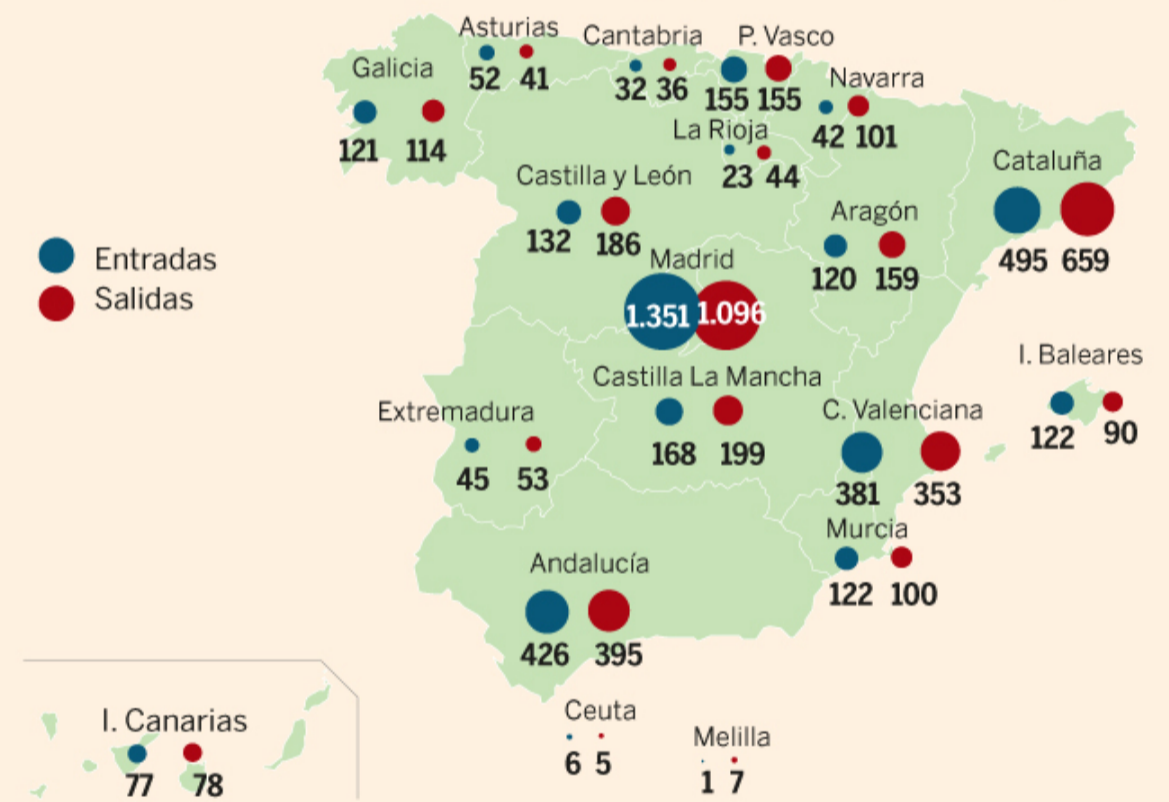 Asturias
52 41
Cantabria
32 36
P. Vasco
155 155
Galicia
121 114
Navarra
42 101
La Rioja
23 44
Cataluña
495 659
Castilla y León
132 186
Aragón
120 159
Entradas
Salidas
Madrid
1.351 1.096
I. Baleares
122 90
Castilla La Mancha
168 199
Extremadura
45 53
C. Valenciana
381 353
Murcia
122 100
Andalucía
426 395
I. Canarias
77 78
Ceuta
6 5
Melilla
1 7